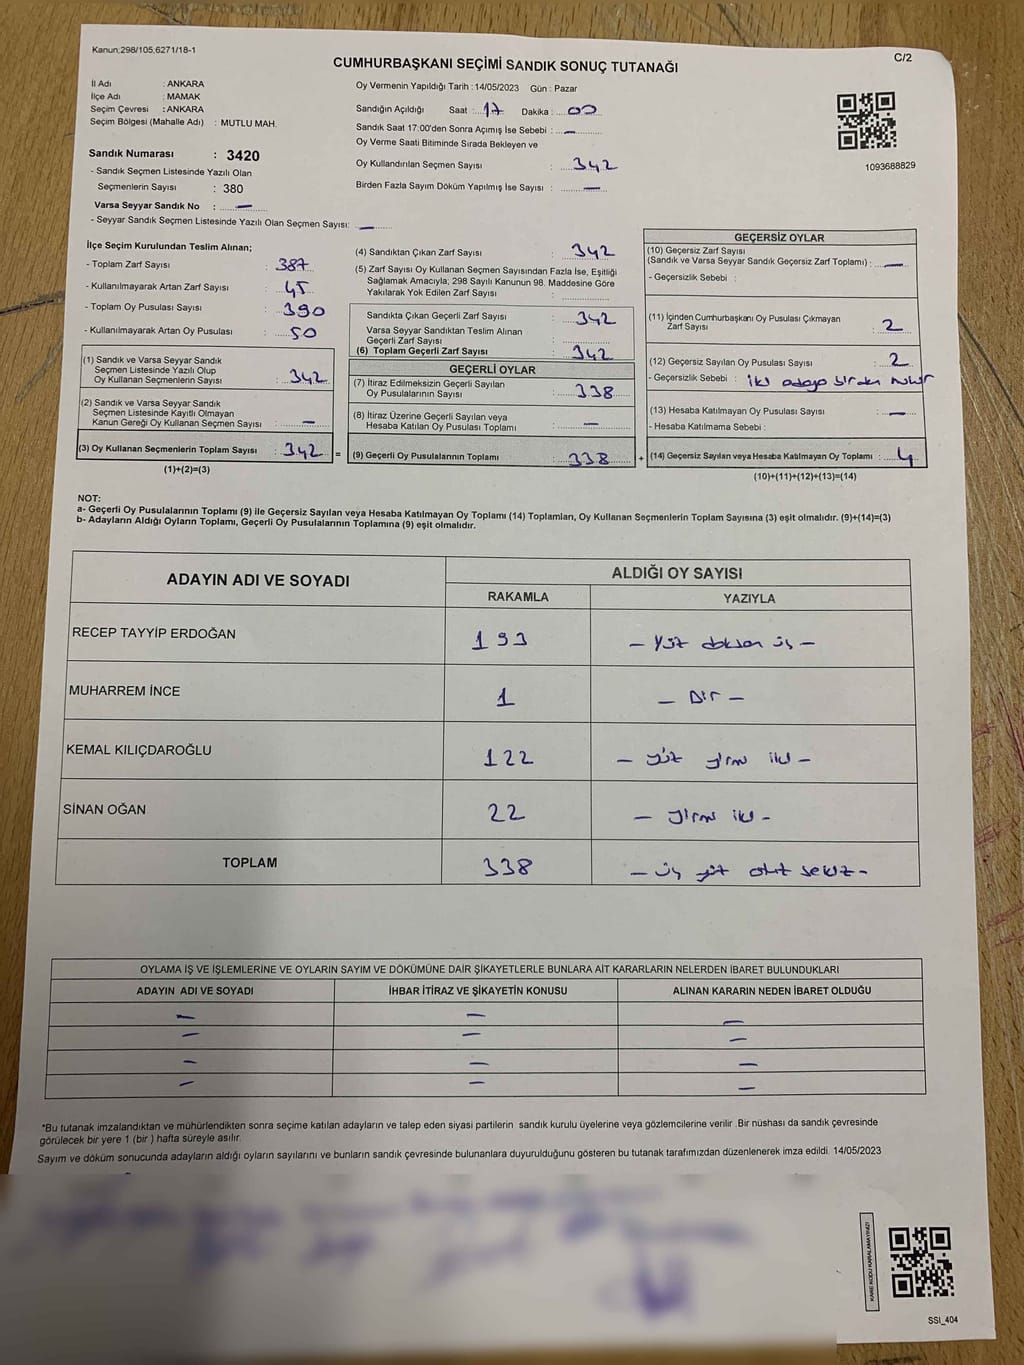 Kanun;298/105,6271/18-1
C/2
CUMHURBAŞKANI SEÇİMİ SANDIK SONUÇ TUTANAĞI
İl Adı : ANKARA
İlçe Adı : MAMAK
Seçim Çevresi : ANKARA
Seçim Bölgesi (Mahalle Adı) : MUTLU MAH.
Sandık Numarası : 3420
- Sandık Seçmen Listesinde Yazılı Olan
Seçmenlerin Sayısı : 380
Varsa Seyyar Sandık No : —
- Seyyar Sandık Seçmen Listesinde Yazılı Olan Seçmen Sayısı: —
Oy Vermenin Yapıldığı Tarih : 14/05/2023 Gün : Pazar
Sandığın Açıldığı Saat : 17 Dakika : 00
Sandık Saat 17:00'den Sonra Açımış İse Sebebi : —
Oy Verme Saati Bitiminde Sırada Bekleyen ve
Oy Kullandırılan Seçmen Sayısı : 342
Birden Fazla Sayım Döküm Yapılmış İse Sayısı : —
1093688829
İlçe Seçim Kurulundan Teslim Alınan;
- Toplam Zarf Sayısı : 387
- Kullanılmayarak Artan Zarf Sayısı : 45
- Toplam Oy Pusulası Sayısı : 390
- Kullanılmayarak Artan Oy Pusulası : 50
(1) Sandık ve Varsa Seyyar Sandık
Seçmen Listesinde Yazılı Olup
Oy Kullanan Seçmenlerin Sayısı : 342
(2) Sandık ve Varsa Seyyar Sandık
Seçmen Listesinde Kayıtlı Olmayan
Kanun Gereği Oy Kullanan Seçmen Sayısı : —
(3) Oy Kullanan Seçmenlerin Toplam Sayısı : 342
(1)+(2)=(3)
=
(4) Sandıktan Çıkan Zarf Sayısı : 342
(5) Zarf Sayısı Oy Kullanan Seçmen Sayısından Fazla İse, Eşitliği
Sağlamak Amacıyla; 298 Sayılı Kanunun 98. Maddesine Göre
Yakılarak Yok Edilen Zarf Sayısı :
Sandıkta Çıkan Geçerli Zarf Sayısı : 342
Varsa Seyyar Sandıktan Teslim Alınan
Geçerli Zarf Sayısı :
(6) Toplam Geçerli Zarf Sayısı : 342
GEÇERLİ OYLAR
(7) İtiraz Edilmeksizin Geçerli Sayılan
Oy Pusulalarının Sayısı : 338
(8) İtiraz Üzerine Geçerli Sayılan veya
Hesaba Katılan Oy Pusulası Toplamı : —
(9) Geçerli Oy Pusulalarının Toplamı : 338
+
GEÇERSİZ OYLAR
(10) Geçersiz Zarf Sayısı
(Sandık ve Varsa Seyyar Sandık Geçersiz Zarf Toplamı) : —
- Geçersizlik Sebebi :
(11) İçinden Cumhurbaşkanı Oy Pusulası Çıkmayan
Zarf Sayısı : 2
(12) Geçersiz Sayılan Oy Pusulası Sayısı : 2
- Geçersizlik Sebebi : iki adaya birden mühür
(13) Hesaba Katılmayan Oy Pusulası Sayısı : —
- Hesaba Katılmama Sebebi :
(14) Geçersiz Sayılan veya Hesaba Katılmayan Oy Toplamı : 4
(10)+(11)+(12)+(13)=(14)
NOT:
a- Geçerli Oy Pusulalarının Toplamı (9) ile Geçersiz Sayılan veya Hesaba Katılmayan Oy Toplamı (14) Toplamları, Oy Kullanan Seçmenlerin Toplam Sayısına (3) eşit olmalıdır. (9)+(14)=(3)
b- Adayların Aldığı Oyların Toplamı, Geçerli Oy Pusulalarının Toplamına (9) eşit olmalıdır.
ADAYIN ADI VE SOYADI
ALDIĞI OY SAYISI
RAKAMLA YAZIYLA
RECEP TAYYİP ERDOĞAN 193 – Yüz doksan üç –
MUHARREM İNCE 1 – Bir –
KEMAL KILIÇDAROĞLU 122 – yüz yirmi iki –
SİNAN OĞAN 22 – yirmi iki –
TOPLAM 338 – üç yüz otuz sekiz –
OYLAMA İŞ VE İŞLEMLERİNE VE OYLARIN SAYIM VE DÖKÜMÜNE DAİR ŞİKAYETLERLE BUNLARA AİT KARARLARIN NELERDEN İBARET BULUNDUKLARI
ADAYIN ADI VE SOYADI İHBAR İTİRAZ VE ŞİKAYETİN KONUSU ALINAN KARARIN NEDEN İBARET OLDUĞU
— — —
— — —
— — —
— — —
*Bu tutanak imzalandıktan ve mühürlendikten sonra seçime katılan adayların ve talep eden siyasi partilerin sandık kurulu üyelerine veya gözlemcilerine verilir .Bir nüshası da sandık çevresinde
görülecek bir yere 1 (bir ) hafta süreyle asılır.
Sayım ve döküm sonucunda adayların aldığı oyların sayılarını ve bunların sandık çevresinde bulunanlara duyurulduğunu gösteren bu tutanak tarafımızdan düzenlenerek imza edildi. 14/05/2023
KARE KODU KARALAMAYINIZ!
SSI_404